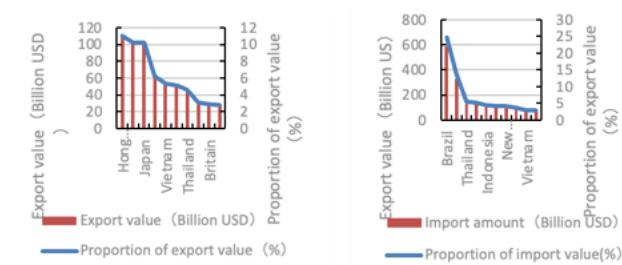 Export value（Billion USD
）
120
100
80
60
40
20
0
12
10
8
6
4
2
0
Proportion of export value
（%）
Hong...
Japan
Vietnam
Thailand
Britain
Export value（Billion USD）
Proportion of export value（%）
Export value（Billion US）
800
600
400
200
0
30
25
20
15
10
5
0
Proportion of export value
（%）
Brazil
Thailand
Indonesia
New...
Vietnam
Import amount（Billion USD）
Proportion of import value(%)